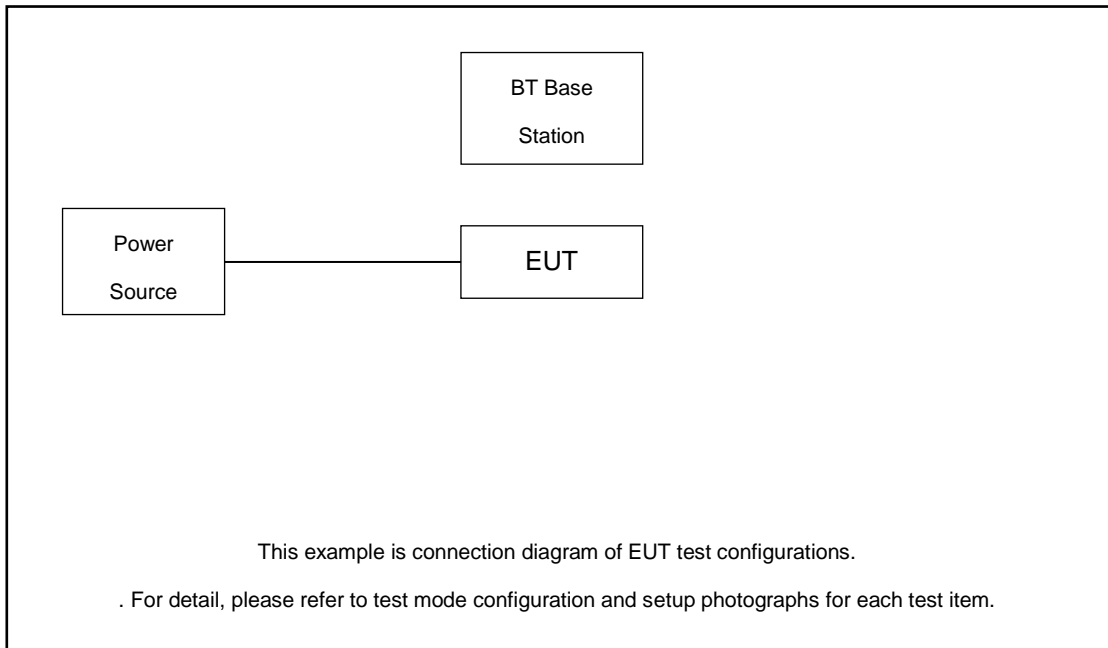 BT Base
Station
Power
Source
EUT
This example is connection diagram of EUT test configurations.
. For detail, please refer to test mode configuration and setup photographs for each test item.